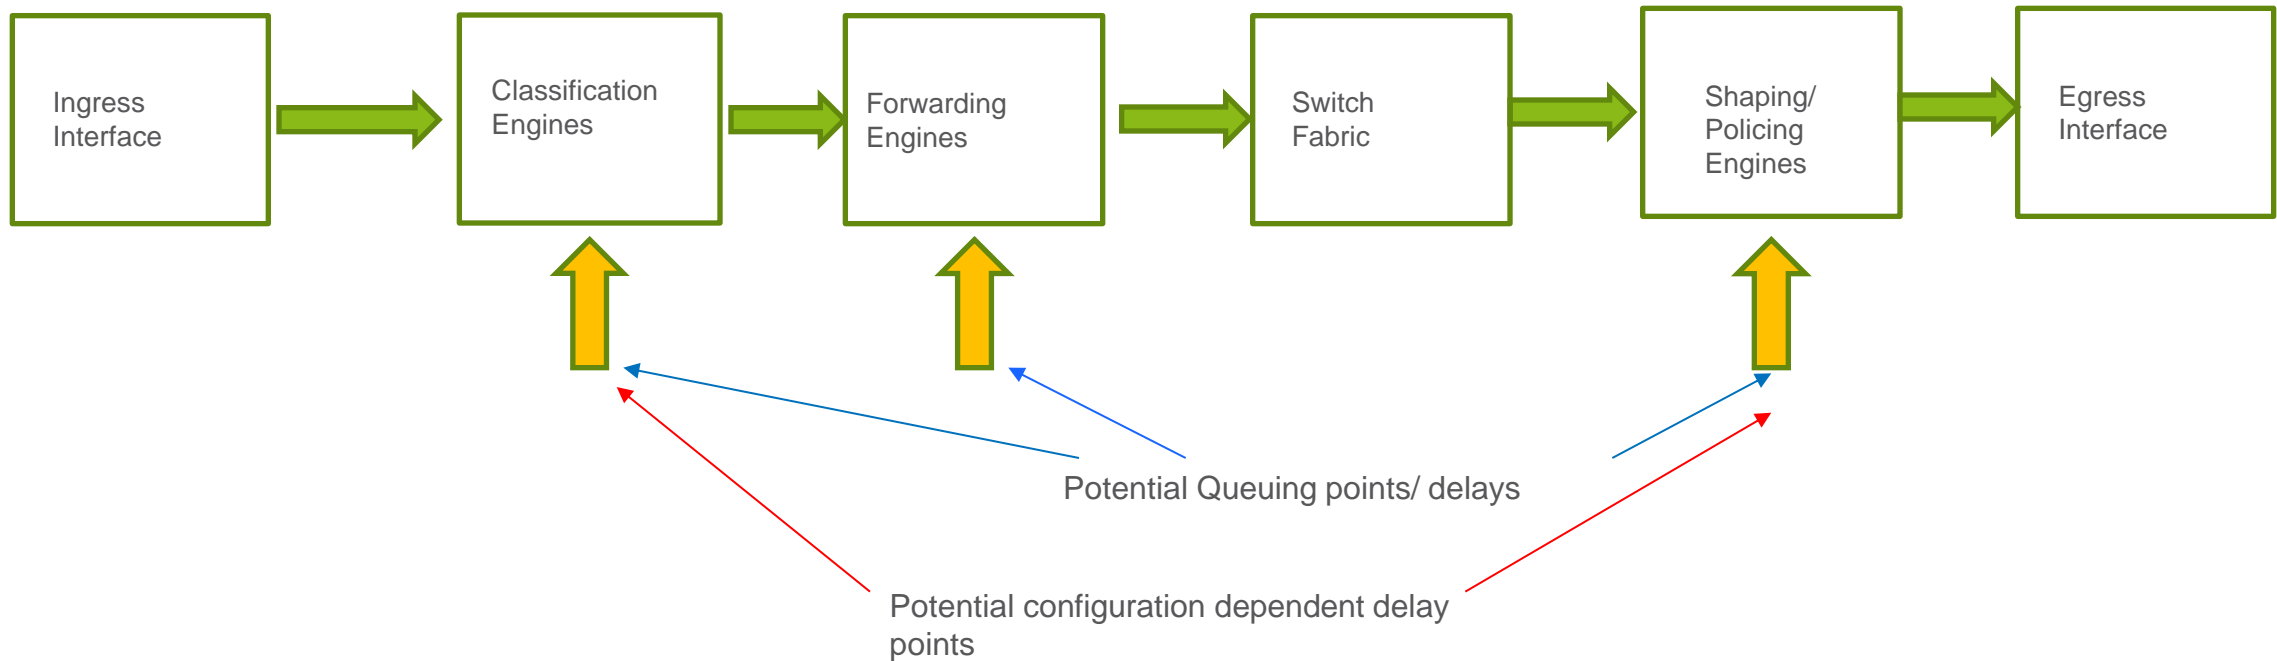 Ingress
Interface
Classification
Engines
Forwarding
Engines
Switch
Fabric
Shaping/
Policing
Engines
Egress
Interface
Potential Queuing points/ delays
Potential configuration dependent delay
points